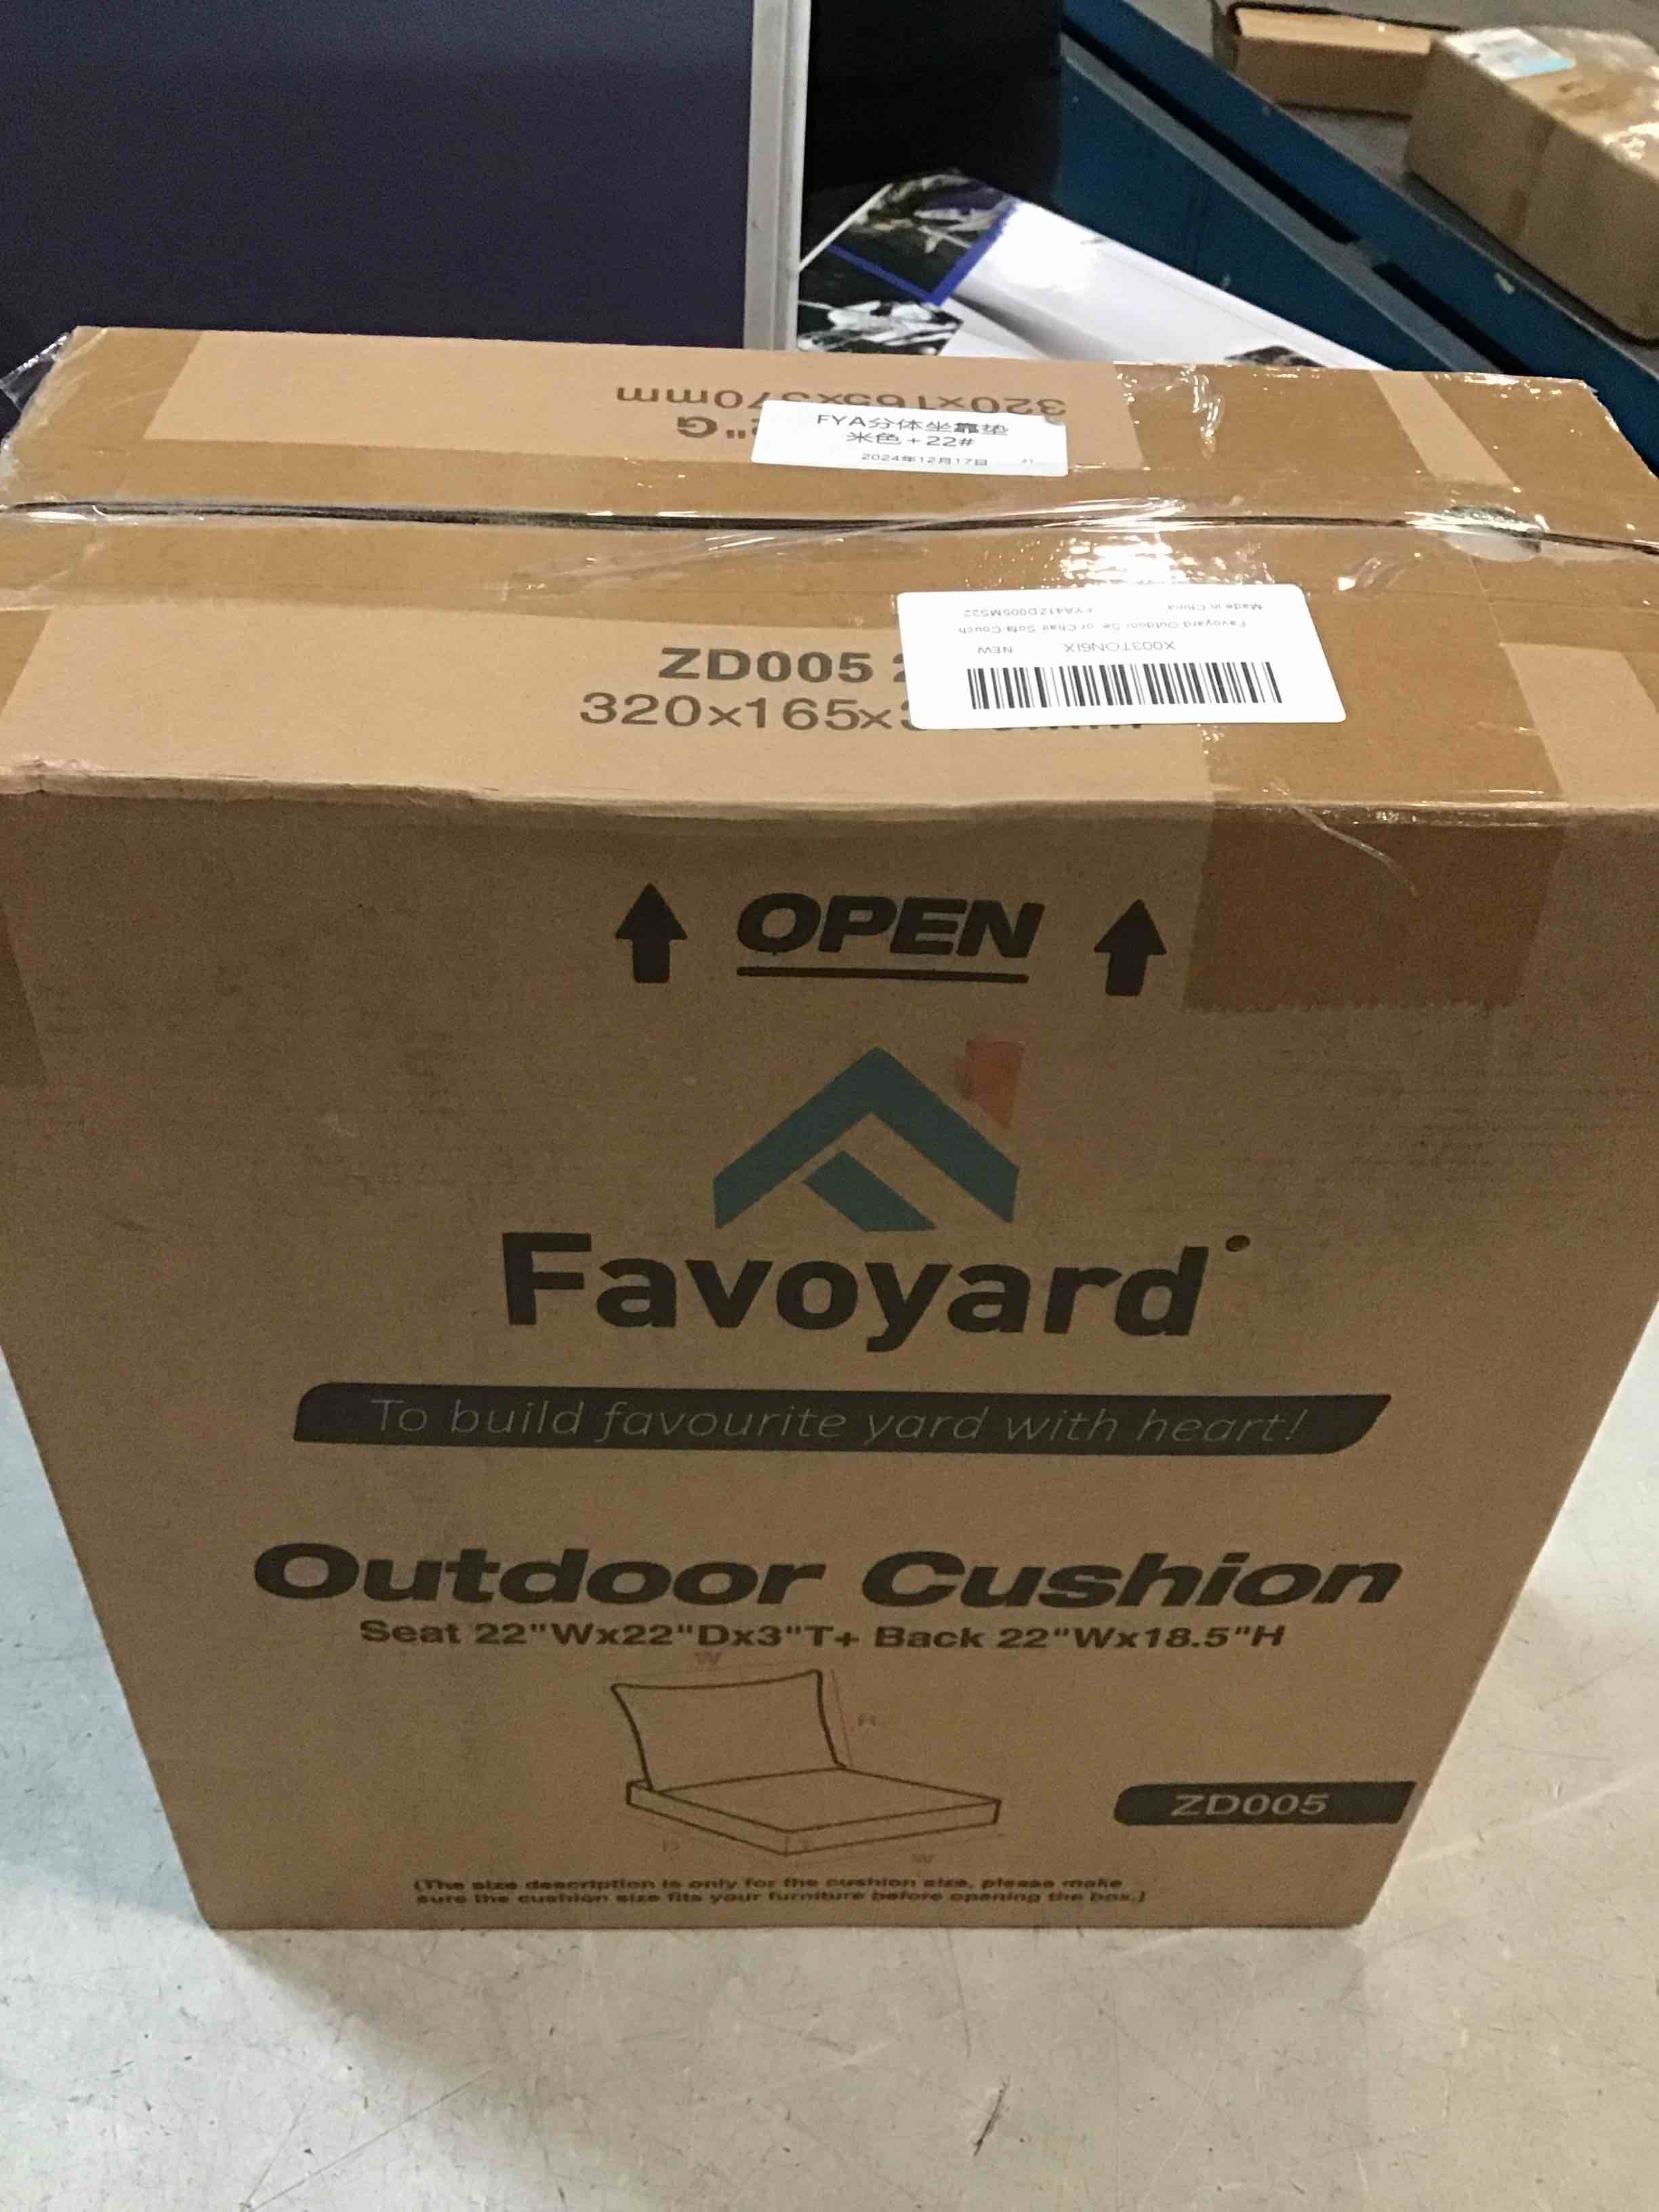 320x165x370mm
"G
FYA分体坐靠垫
米色+22#
2024年12月17日
Made in China
FYA41ZD005MS22
Favoyard Outdoor Se
or Chair Sofa Couch
X003TON6IX
NEW
ZD005
320x165x
OPEN
Favoyard
To build favourite yard with heart!
Outdoor Cushion
Seat 22"Wx22"Dx3"T+ Back 22"Wx18.5"H
W
H
D
T
W
ZD005
(The size description is only for the cushion size, please make
sure the cushion size fits your furniture before opening the box.)